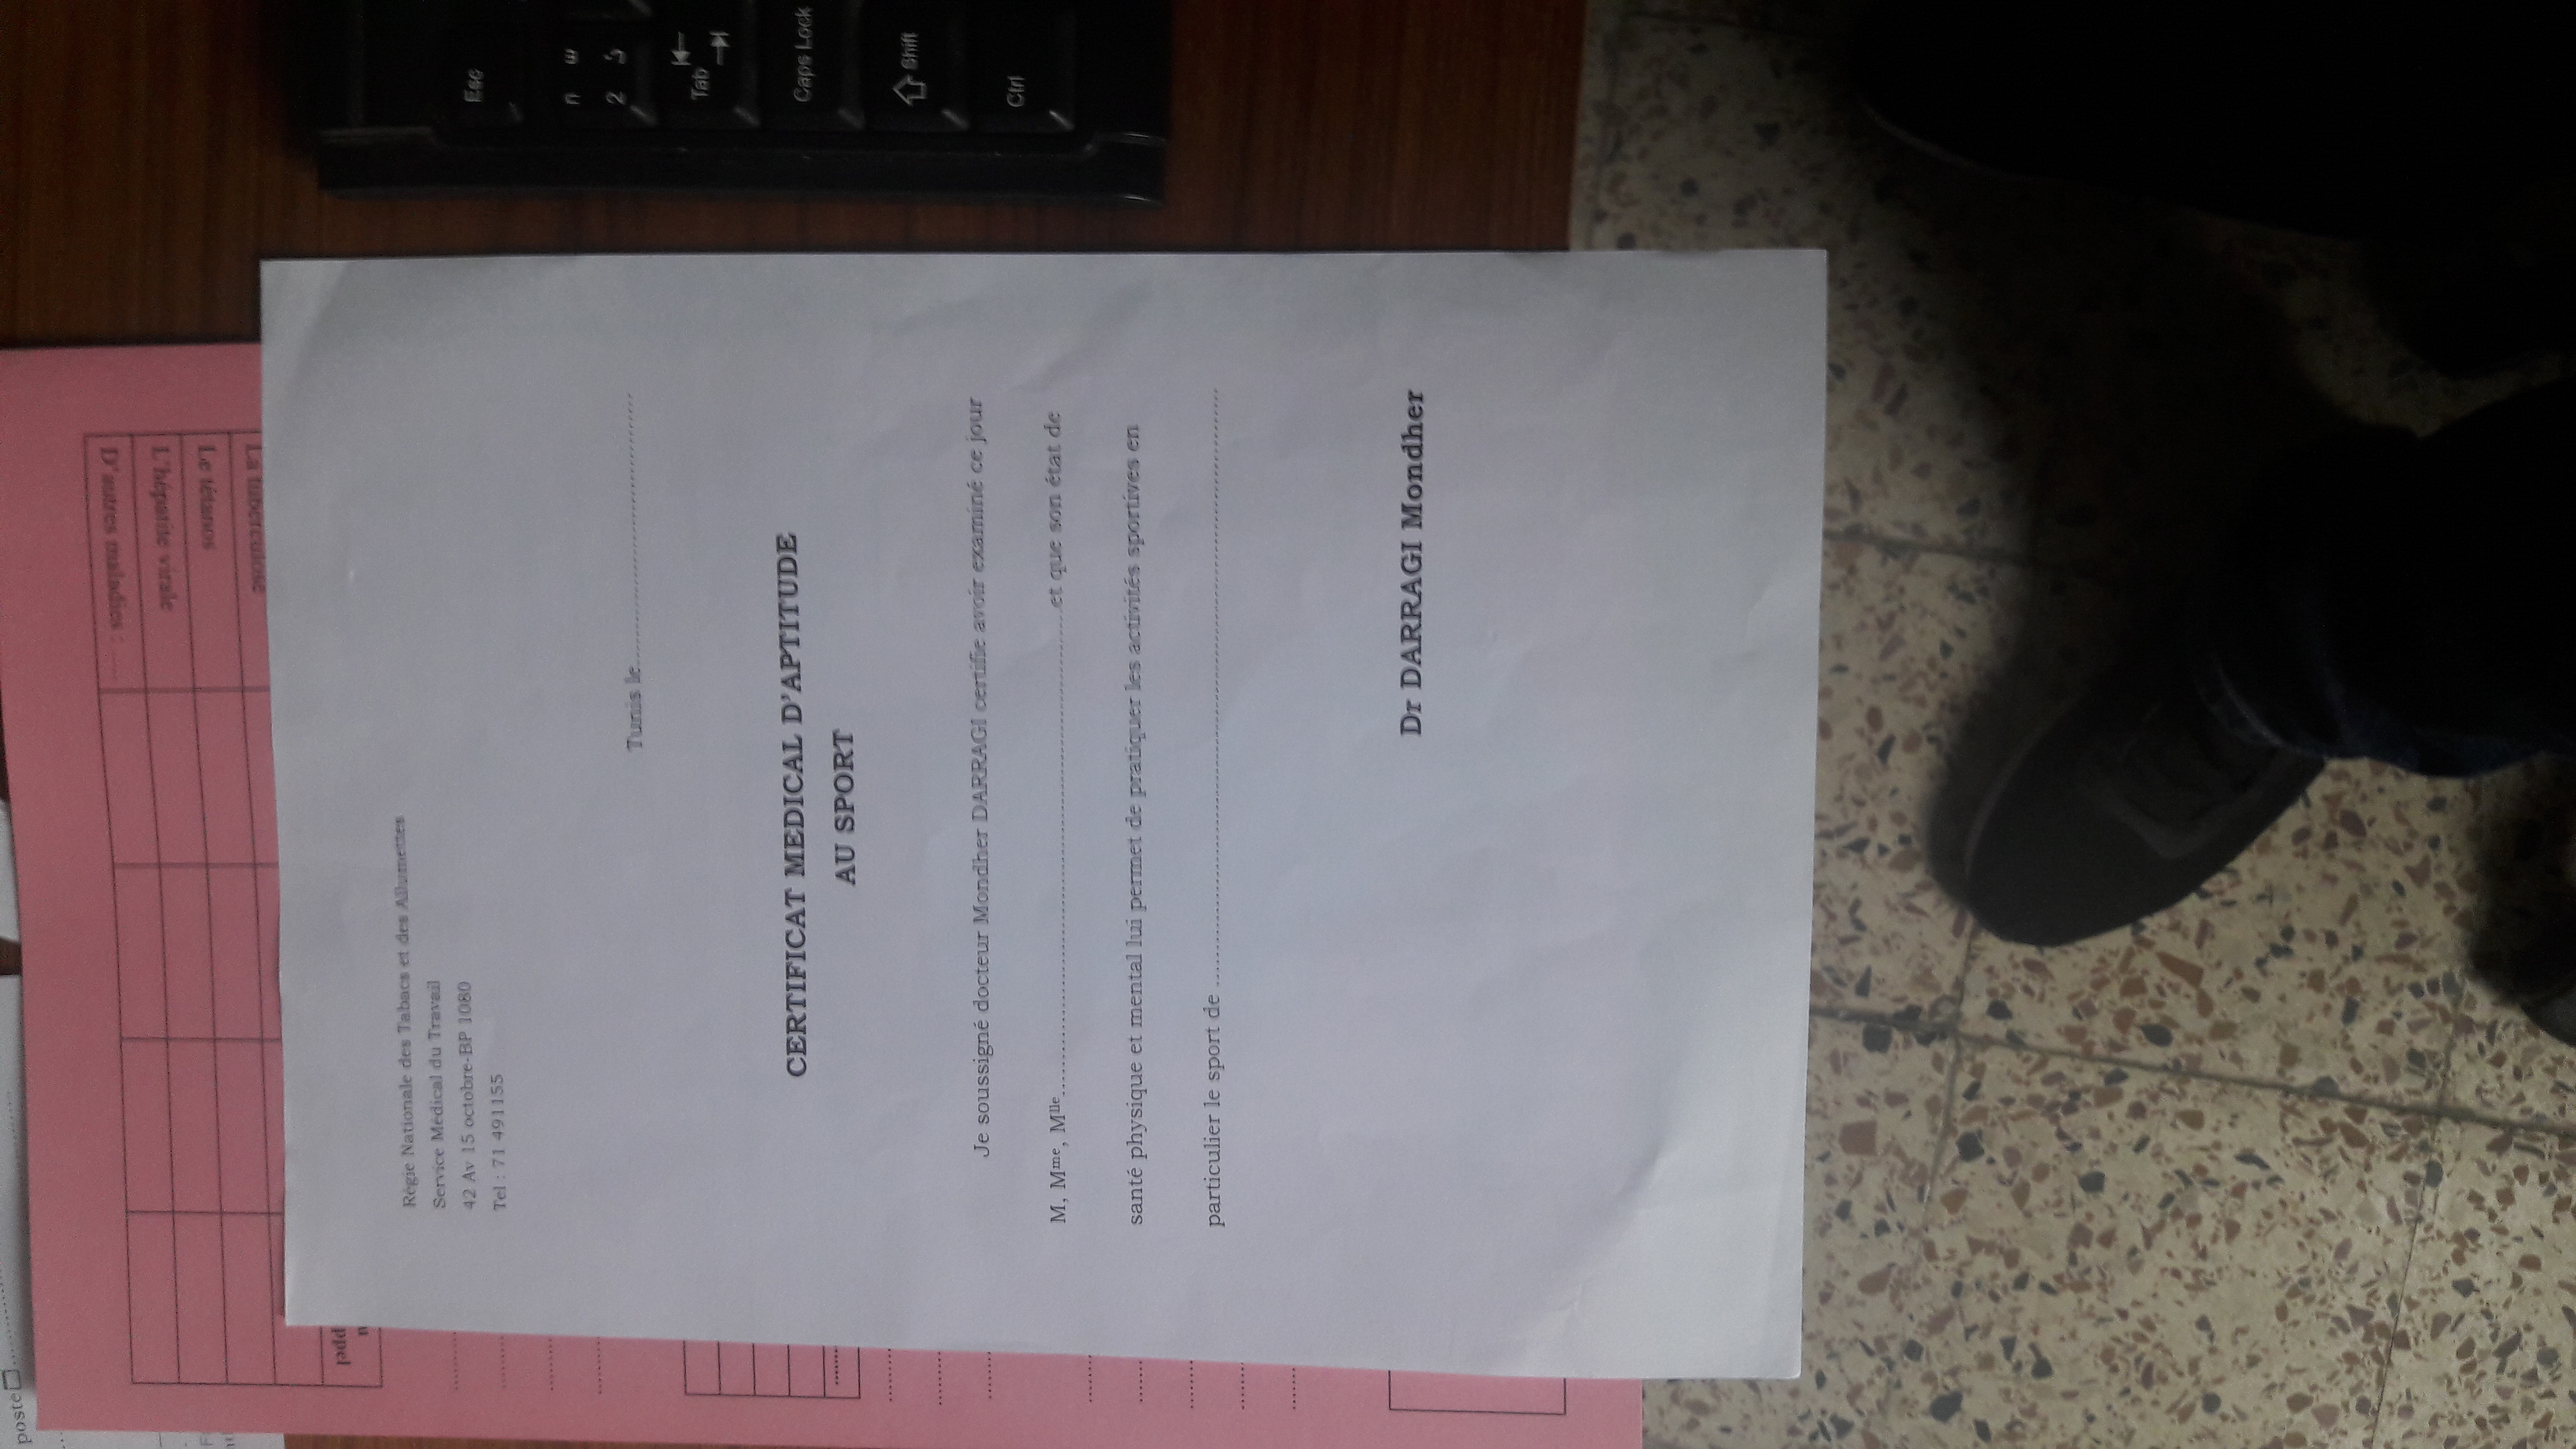 poste
D'autres maladies :
L'hépatite virale
Le tétanos
La tuberculose
Régie Nationale des Tabacs et des Allumettes
Service Médical du Travail
42 Av 15 octobre-BP 1080
Tel : 71 491155
Tunis le................................
CERTIFICAT MEDICAL D'APTITUDE
AU SPORT
Je soussigné docteur Mondher DARRAGI certifie avoir examiné ce jour
M, Mme, Mlle................................et que son état de
santé physique et mental lui permet de pratiquer les activités sportives en
particulier le sport de ................................
Dr DARRAGI Mondher
Esc
2
Tab
Caps Lock
Shift
Ctrl